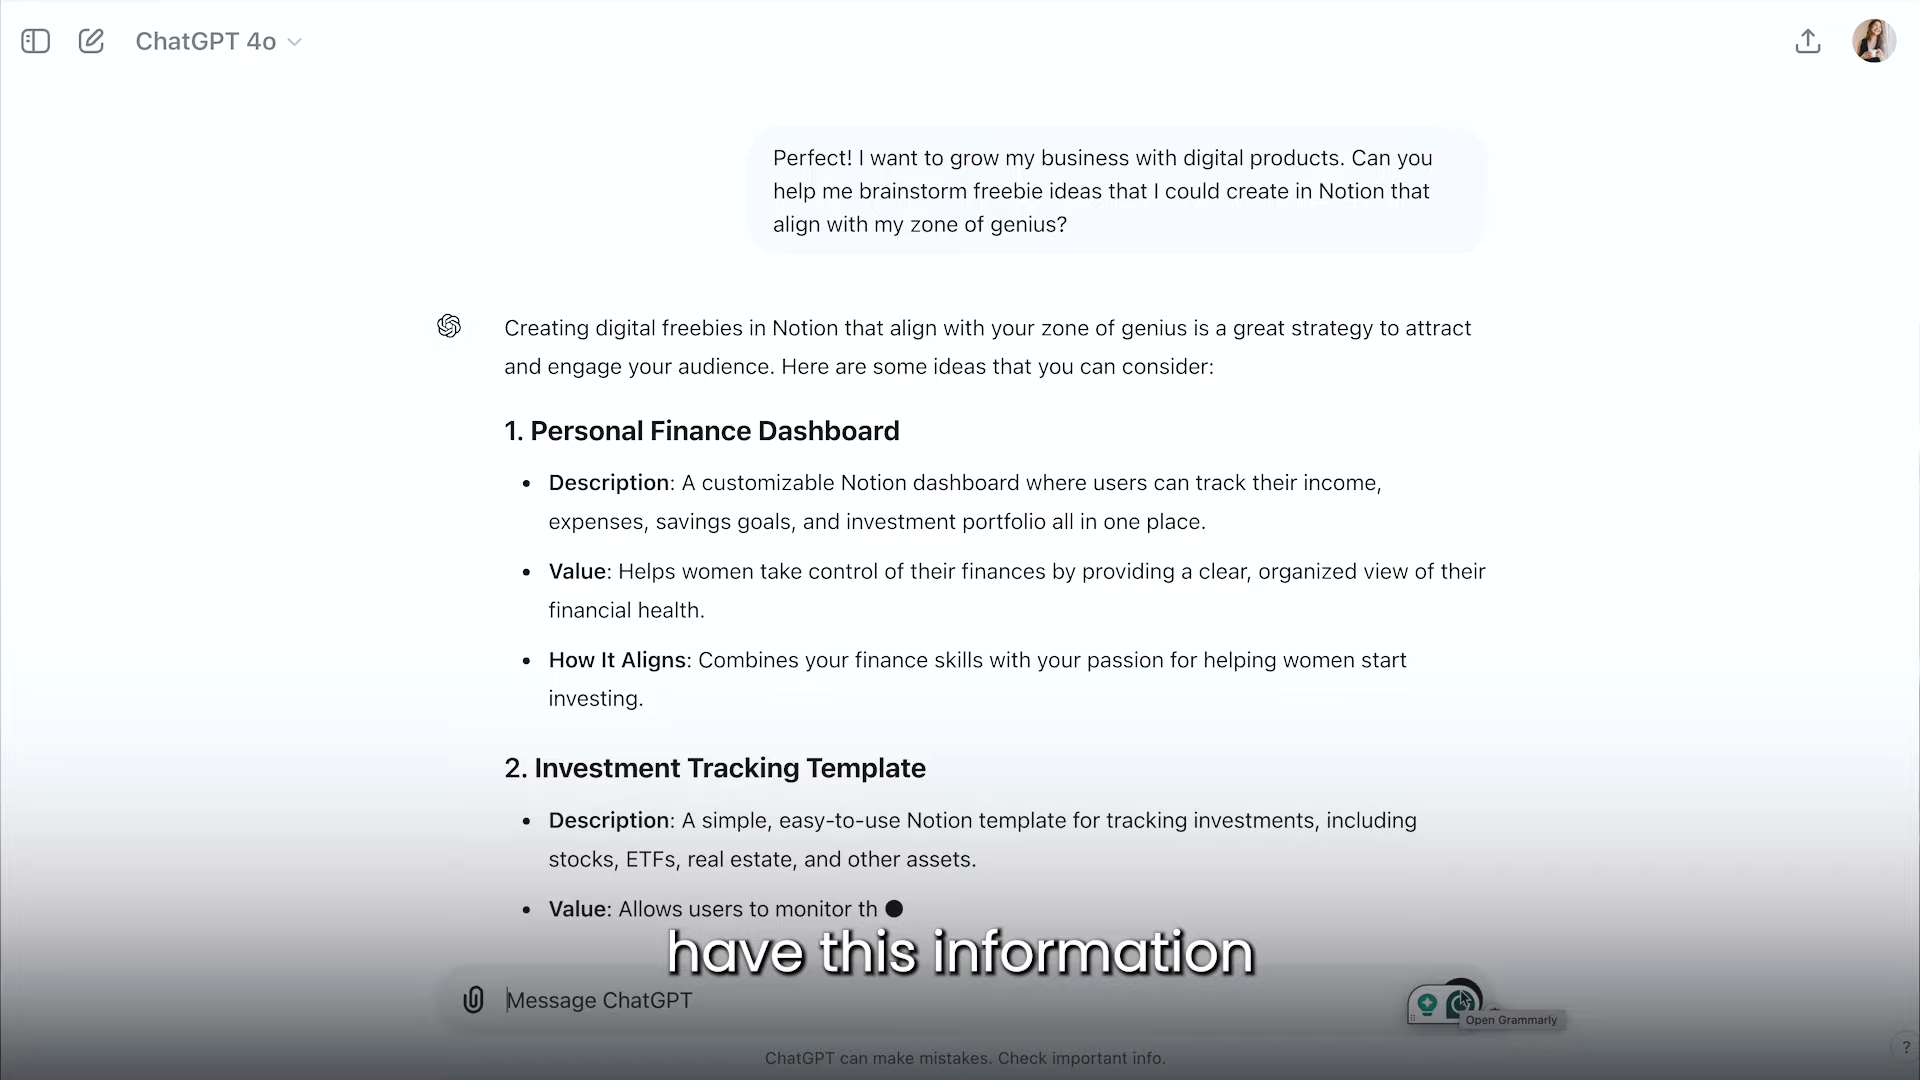 ChatGPT 4o
Perfect! I want to grow my business with digital products. Can you
help me brainstorm freebie ideas that I could create in Notion that
align with my zone of genius?
Creating digital freebies in Notion that align with your zone of genius is a great strategy to attract
and engage your audience. Here are some ideas that you can consider:
1. Personal Finance Dashboard
• Description: A customizable Notion dashboard where users can track their income,
expenses, savings goals, and investment portfolio all in one place.
• Value: Helps women take control of their finances by providing a clear, organized view of their
financial health.
• How It Aligns: Combines your finance skills with your passion for helping women start
investing.
2. Investment Tracking Template
• Description: A simple, easy-to-use Notion template for tracking investments, including
stocks, ETFs, real estate, and other assets.
• Value: Allows users to monitor th
have this information
Message ChatGPT
Open Grammarly
ChatGPT can make mistakes. Check important info.
?